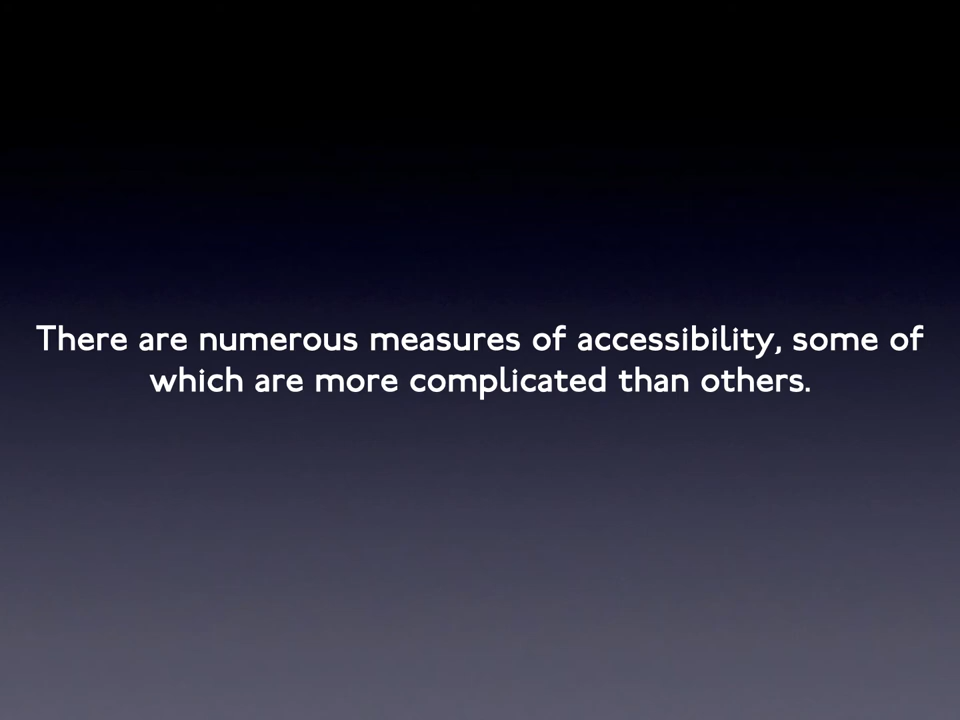 There are numerous measures of accessibility, some of
which are more complicated than others.